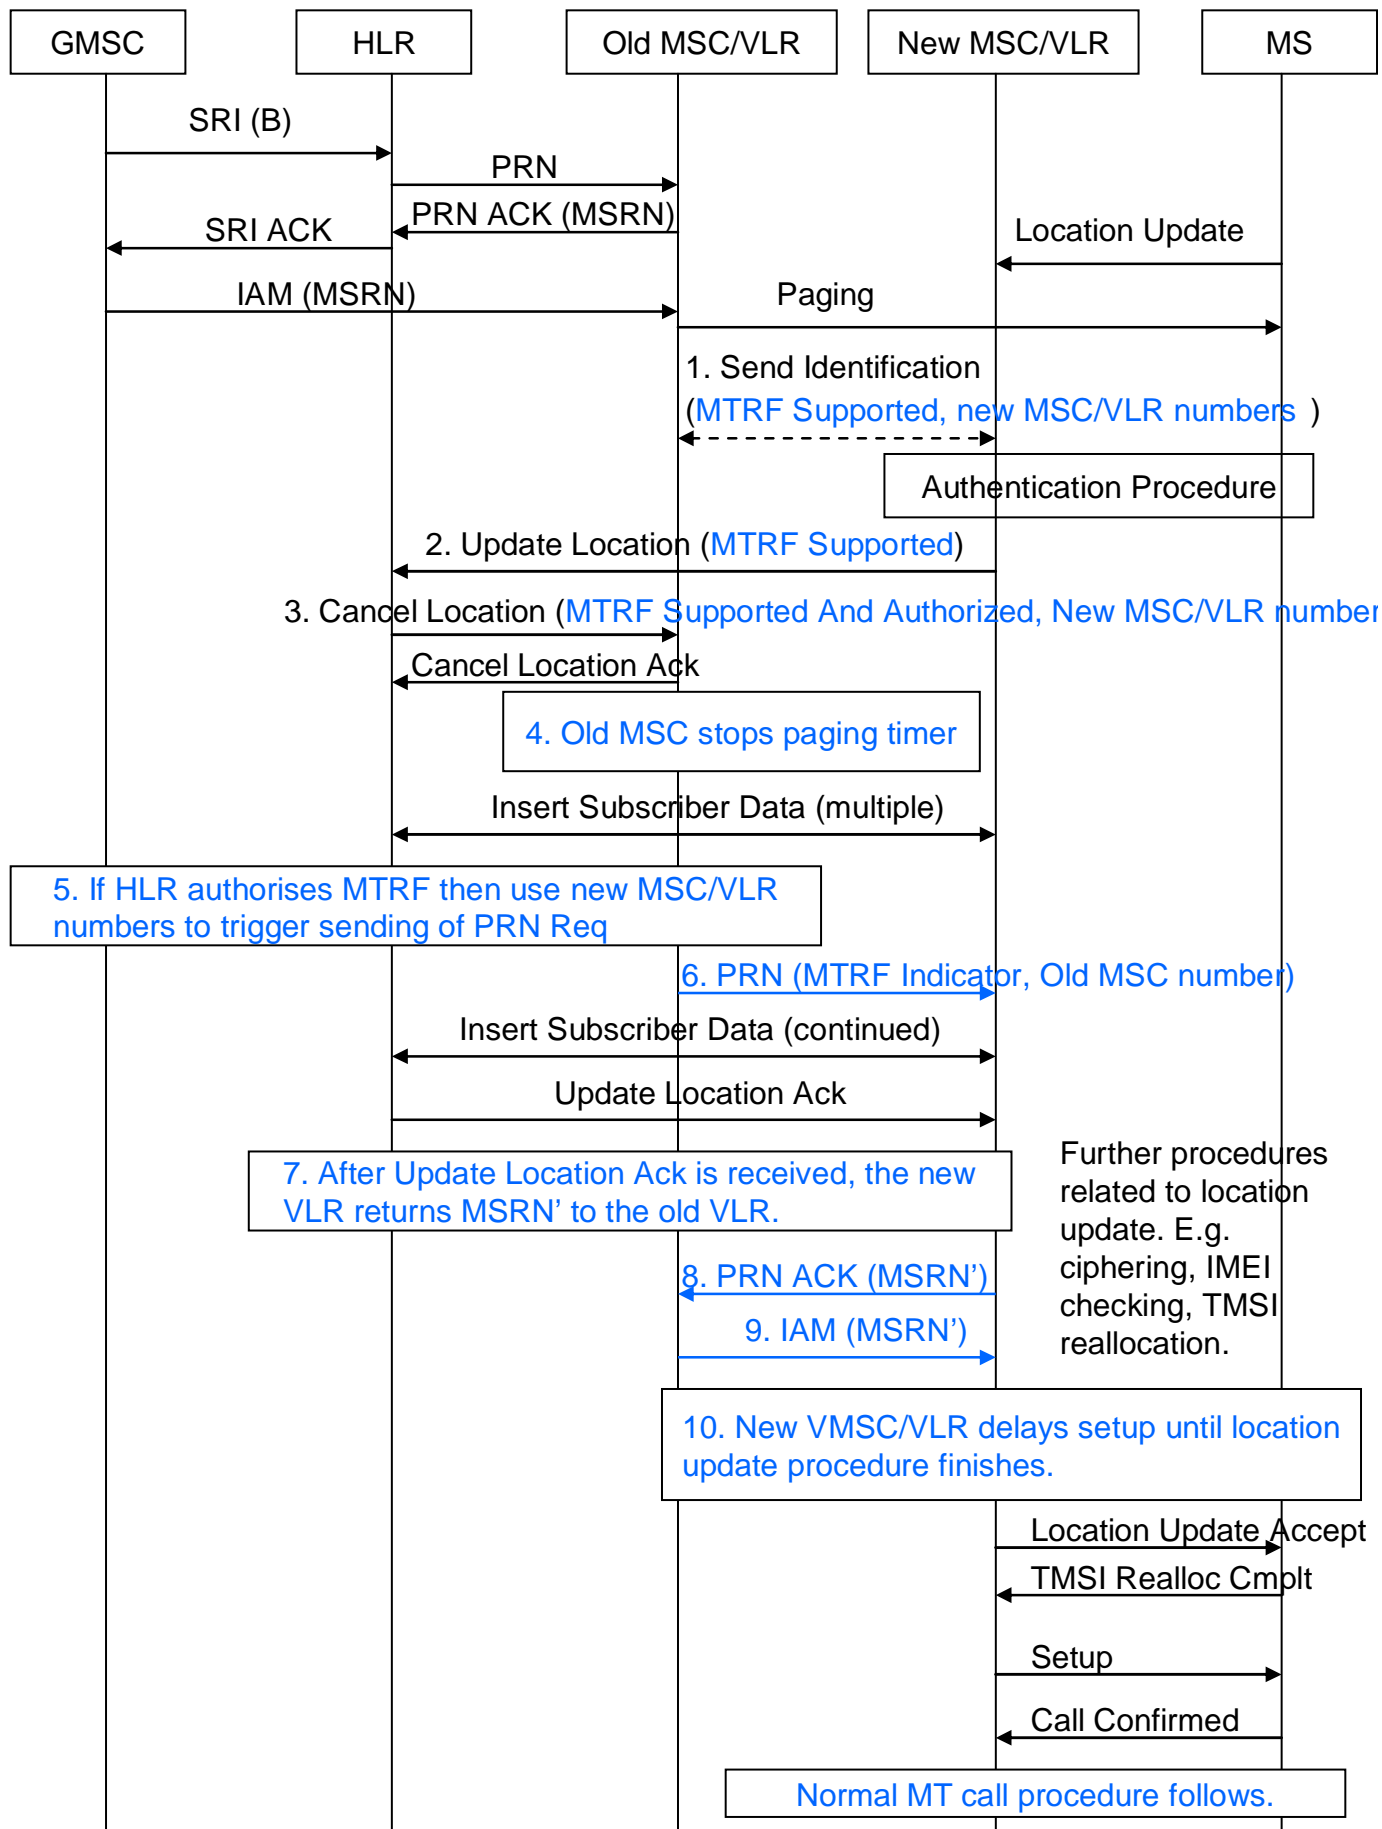 GMSC
HLR
Old MSC/VLR
New MSC/VLR
MS
SRI (B)
PRN
PRN ACK (MSRN)
SRI ACK
Location Update
IAM (MSRN)
Paging
1. Send Identification
(MTRF Supported, new MSC/VLR numbers )
Authentication Procedure
2. Update Location (MTRF Supported)
3. Cancel Location (MTRF Supported And Authorized, New MSC/VLR number
Cancel Location Ack
4. Old MSC stops paging timer
Insert Subscriber Data (multiple)
5. If HLR authorises MTRF then use new MSC/VLR
numbers to trigger sending of PRN Req
6. PRN (MTRF Indicator, Old MSC number)
Insert Subscriber Data (continued)
Update Location Ack
7. After Update Location Ack is received, the new
VLR returns MSRN’ to the old VLR.
Further procedures
related to location
update. E.g.
ciphering, IMEI
checking, TMSI
reallocation.
8. PRN ACK (MSRN’)
9. IAM (MSRN’)
10. New VMSC/VLR delays setup until location
update procedure finishes.
Location Update Accept
TMSI Realloc Cmplt
Setup
Call Confirmed
Normal MT call procedure follows.